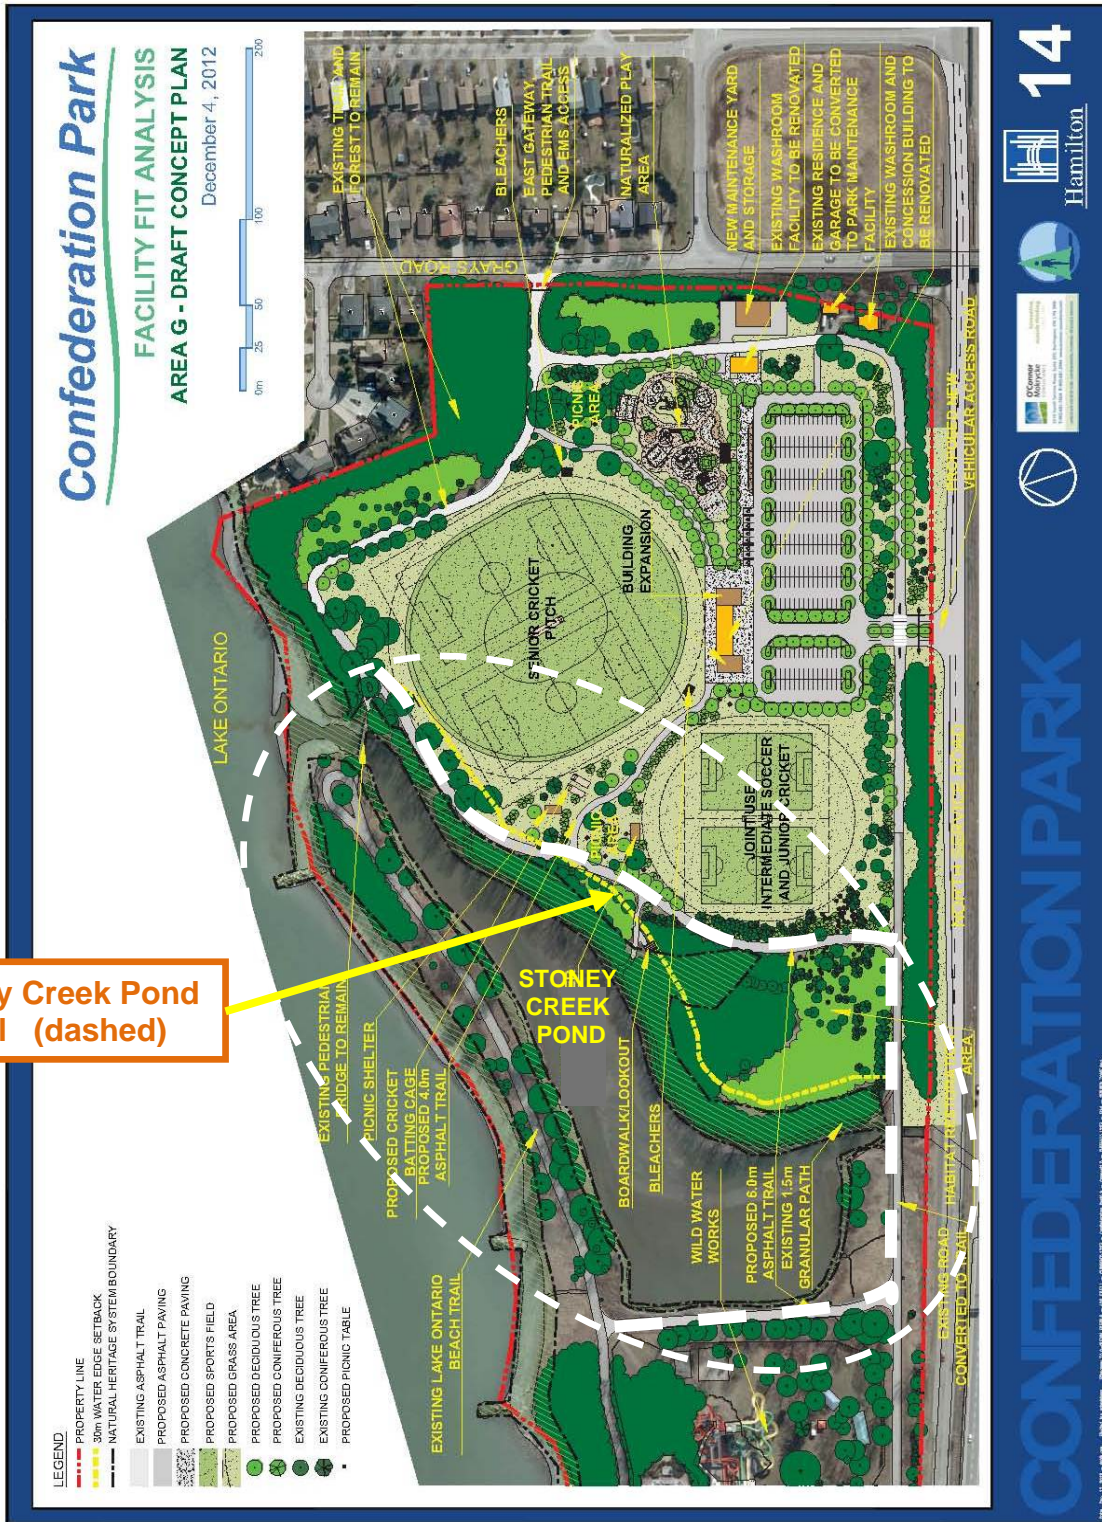 Confederation Park
FACILITY FIT ANALYSIS
AREA G - DRAFT CONCEPT PLAN
December 4, 2012
0m 25 50 100 200
LEGEND
PROPERTY LINE
30m WATER EDGE SETBACK
NATURAL HERITAGE SYSTEM BOUNDARY
EXISTING ASPHALT TRAIL
PROPOSED ASPHALT PAVING
PROPOSED CONCRETE PAVING
PROPOSED SPORTS FIELD
PROPOSED GRASS AREA
PROPOSED DECIDUOUS TREE
PROPOSED CONIFEROUS TREE
EXISTING DECIDUOUS TREE
EXISTING CONIFEROUS TREE
PROPOSED PICNIC TABLE
LAKE ONTARIO
EXISTING LAKE ONTARIO
BEACH TRAIL
EXISTING PEDESTRIAN
BRIDGE TO REMAIN
PICNIC SHELTER
PROPOSED CRICKET
BATTING CAGE
PROPOSED 4.0m
ASPHALT TRAIL
y Creek Pond
l (dashed)
STONEY
CREEK
POND
BOARDWALK/LOOKOUT
BLEACHERS
WILD WATER
WORKS
PROPOSED 6.0m
ASPHALT TRAIL
EXISTING 1.5m
GRANULAR PATH
EXISTING ROAD
CONVERTED TO TRAIL
AREA
PICNIC
AREA
SENIOR CRICKET
PITCH
JOINT USE
INTERMEDIATE SOCCER
AND JUNIOR CRICKET
BUILDING
EXPANSION
PICNIC
AREA
EXISTING
FOREST TO REMAIN
BLEACHERS
EAST GATEWAY
PEDESTRIAN TRAIL
AND EMS ACCESS
NATURALIZED PLAY
AREA
GRAYS ROAD
NEW MAINTENANCE YARD
AND STORAGE
EXISTING WASHROOM
FACILITY TO BE RENOVATED
EXISTING RESIDENCE AND
GARAGE TO BE CONVERTED
TO PARK MAINTENANCE
FACILITY
EXISTING WASHROOM AND
CONCESSION BUILDING TO
BE RENOVATED
VEHICULAR ACCESS ROAD
CONFEDERATION PARK
O'Connor
Mokrycke
Hamilton
14